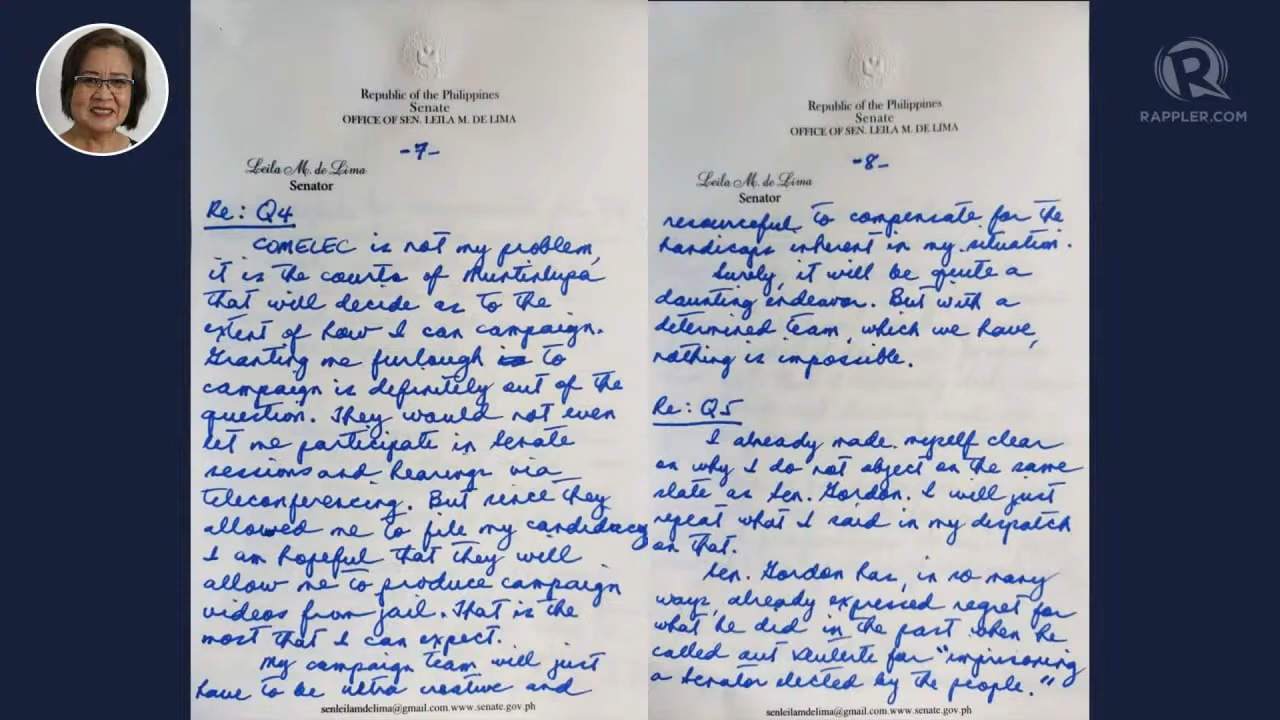 Republic of the Philippines
Senate
OFFICE OF SEN. LEILA M. DE LIMA
-7-
Leila M. de Lima
Senator
Re: Q4
COMELEC is not my problem,
it is the courts of Muntinlupa
that will decide as to the
extent of how I can campaign.
Granting me furlough to
campaign is definitely out of the
question. They would not even
let me participate in Senate
sessions and hearings via
teleconferencing. But since they
allowed me to file my candidacy
I am hopeful that they will
allow me to produce campaign
videos from jail. That is the
most that I can expect.
My campaign team will just
have to be ultra creative and
senleilamdelima@gmail.com www.senate.gov.ph
Republic of the Philippines
Senate
OFFICE OF SEN. LEILA M. DE LIMA
-8-
Leila M. de Lima
Senator
resourceful to compensate for the
handicaps inherent in my situation.
Surely, it will be quite a
daunting endeavor. But with a
determined team, which we have,
nothing is impossible.
Re: Q5
I already made myself clear
on why I do not object on the same
slate as Sen. Gordon. I will just
repeat what I said in my dispatch
on that.
Sen. Gordon has, in so many
ways, already expressed regret for
what he did in the past when he
called out Duterte for "imprisoning
a Senator elected by the people."
senleilamdelima@gmail.com www.senate.gov.ph
R
RAPPLER.COM